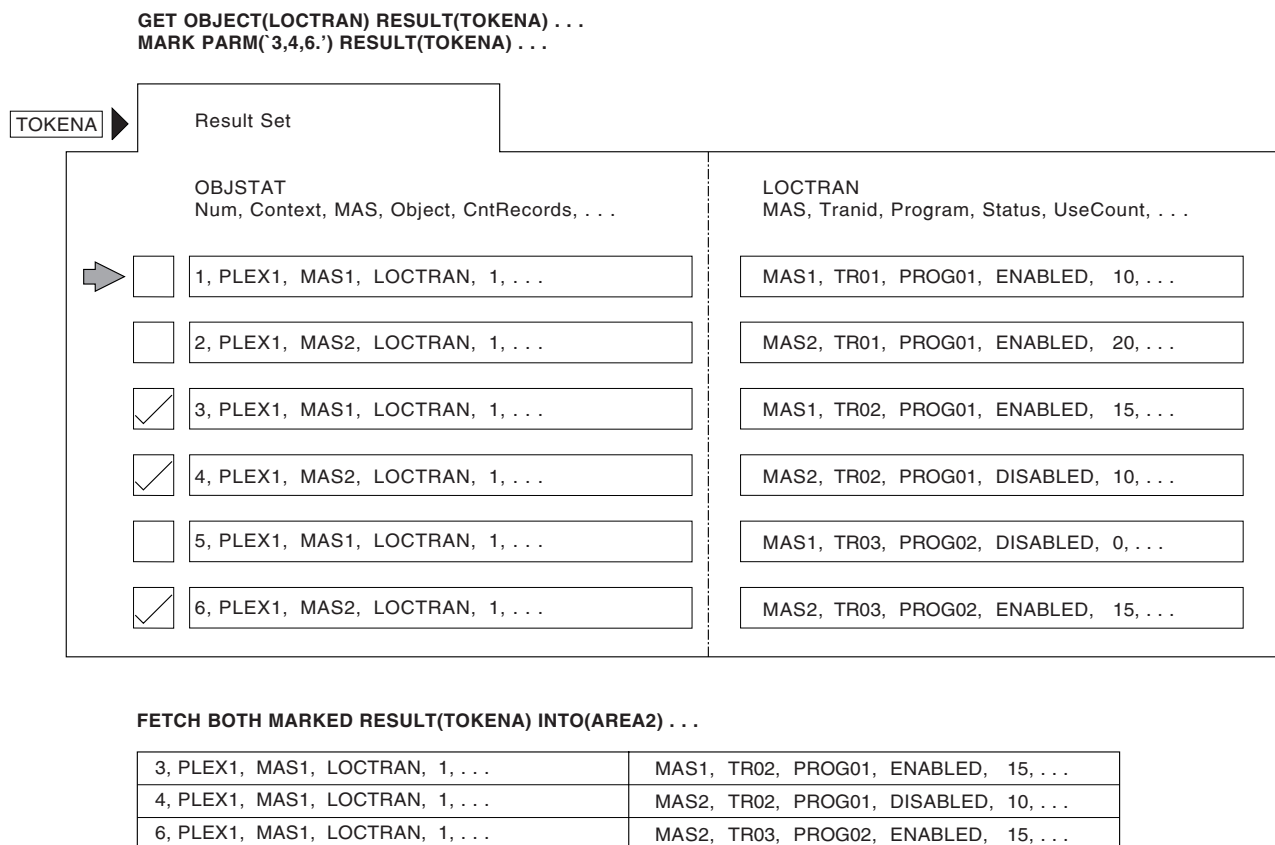 GET OBJECT(LOCTRAN) RESULT(TOKENA) . . .
MARK PARM(`3,4,6.') RESULT(TOKENA) . . .
TOKENA
Result Set
OBJSTAT
Num, Context, MAS, Object, CntRecords, . . .
LOCTRAN
MAS, Tranid, Program, Status, UseCount, . . .
1, PLEX1, MAS1, LOCTRAN, 1, . . .
MAS1, TR01, PROG01, ENABLED, 10, . . .
2, PLEX1, MAS2, LOCTRAN, 1, . . .
MAS2, TR01, PROG01, ENABLED, 20, . . .
3, PLEX1, MAS1, LOCTRAN, 1, . . .
MAS1, TR02, PROG01, ENABLED, 15, . . .
4, PLEX1, MAS2, LOCTRAN, 1, . . .
MAS2, TR02, PROG01, DISABLED, 10, . . .
5, PLEX1, MAS1, LOCTRAN, 1, . . .
MAS1, TR03, PROG02, DISABLED, 0, . . .
6, PLEX1, MAS2, LOCTRAN, 1, . . .
MAS2, TR03, PROG02, ENABLED, 15, . . .
FETCH BOTH MARKED RESULT(TOKENA) INTO(AREA2) . . .
3, PLEX1, MAS1, LOCTRAN, 1, . . .
MAS1, TR02, PROG01, ENABLED, 15, . . .
4, PLEX1, MAS1, LOCTRAN, 1, . . .
MAS2, TR02, PROG01, DISABLED, 10, . . .
6, PLEX1, MAS1, LOCTRAN, 1, . . .
MAS2, TR03, PROG02, ENABLED, 15, . . .